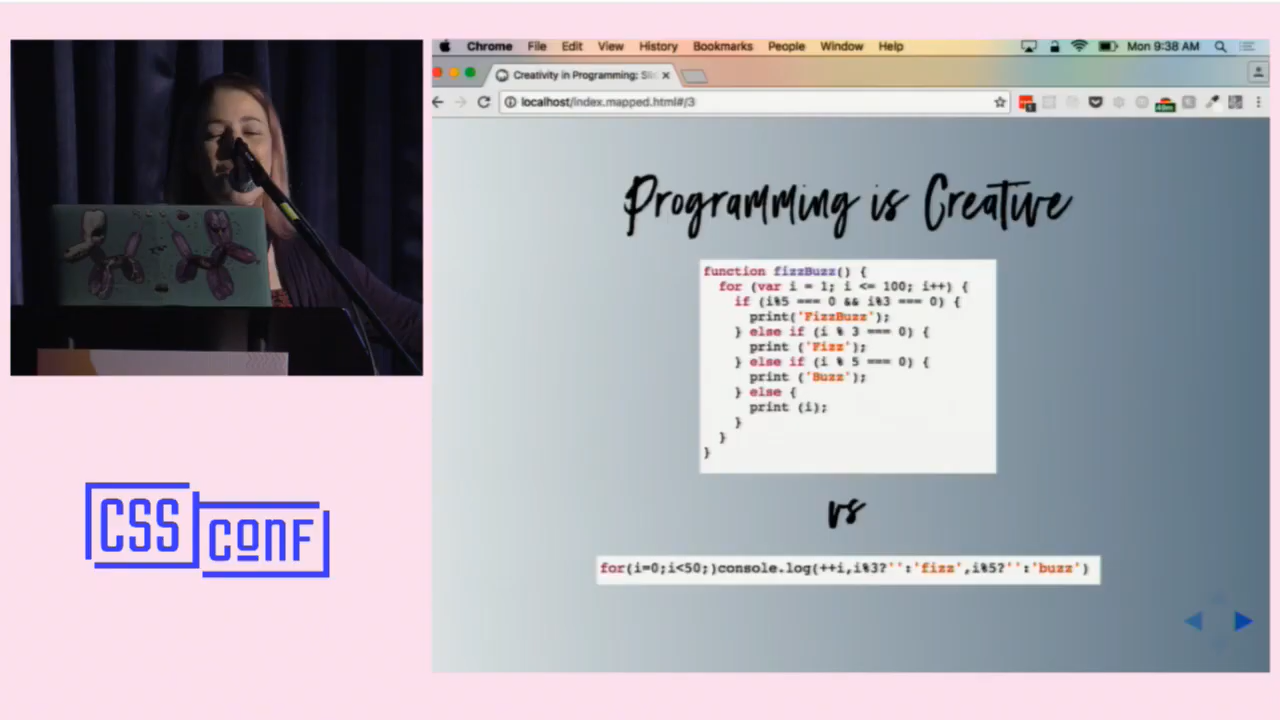 Chrome File Edit View History Bookmarks People Window Help Mon 9:38 AM
Creativity in Programming: Sli
localhost/index.mapped.html#/3
Programming is Creative
function fizzBuzz() {
for (var i = 1; i <= 100; i++) {
if (i%5 === 0 && i%3 === 0) {
print('FizzBuzz');
} else if (i % 3 === 0) {
print ('Fizz');
} else if (i % 5 === 0) {
print ('Buzz');
} else {
print (i);
}
}
}
vs
for(i=0;i<50;)console.log(++i,i%3?'':'fizz',i%5?'':'buzz')
CSS
CONF